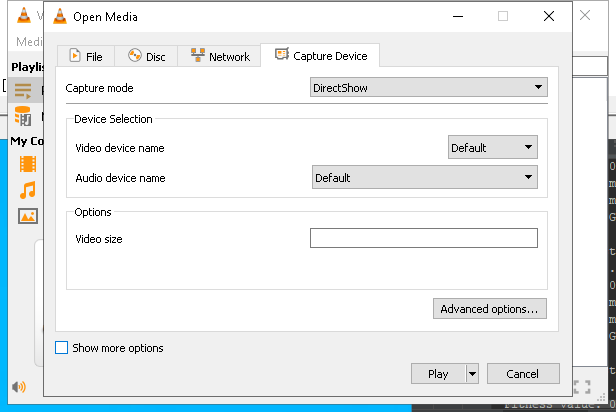 Open Media
Medi
File
Disc
Network
Capture Device
Playlis
Capture mode
DirectShow
Device Selection
Video device name
Default
My Co
Audio device name
Default
Options
Video size
Advanced options...
Show more options
Play
Cancel
Fitness value: 0